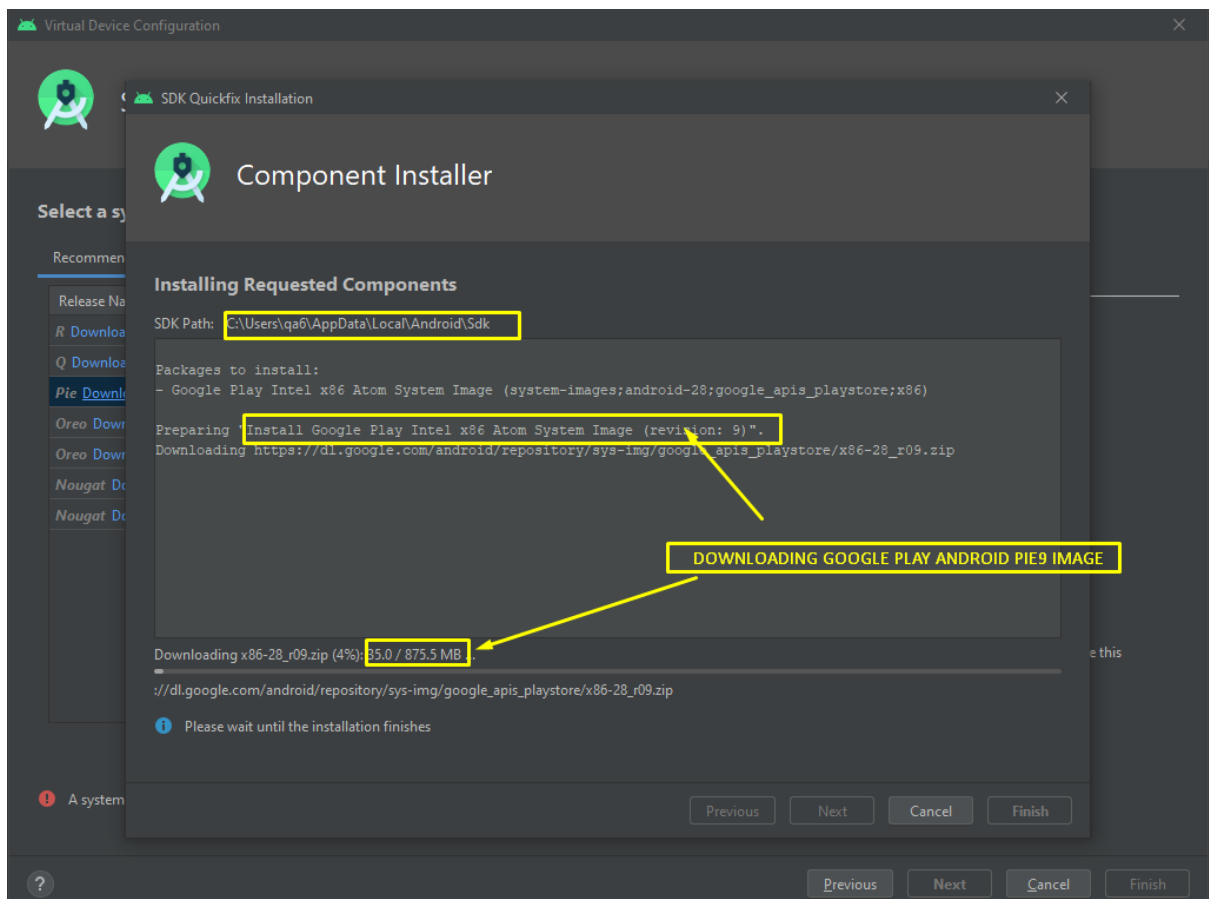 Virtual Device Configuration
SDK Quickfix Installation
Component Installer
Select a sy
Recommen
Installing Requested Components
Release Na
SDK Path: C:\Users\qa6\AppData\Local\Android\Sdk
R Downloa
Q Downloa
Packages to install:
Pie Downlo
- Google Play Intel x86 Atom System Image (system-images;android-28;google_apis_playstore;x86)
Oreo Down
Preparing "Install Google Play Intel x86 Atom System Image (revision: 9)".
Oreo Down
Downloading https://dl.google.com/android/repository/sys-img/google_apis_playstore/x86-28_r09.zip
Nougat Do
Nougat Do
DOWNLOADING GOOGLE PLAY ANDROID PIE9 IMAGE
Downloading x86-28_r09.zip (4%): 35.0 / 875.5 MB ...
e this
://dl.google.com/android/repository/sys-img/google_apis_playstore/x86-28_r09.zip
Please wait until the installation finishes
A system
Previous Next Cancel Finish
? Previous Next Cancel Finish